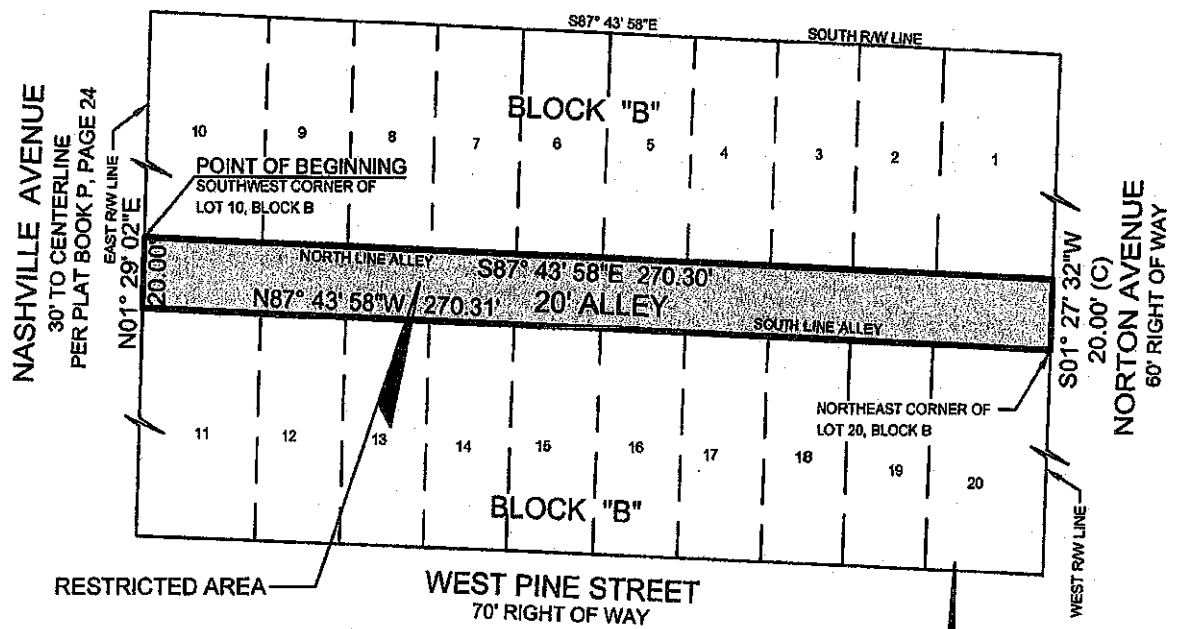 S87° 43' 58"E
SOUTH R/W LINE
NASHVILLE AVENUE
30' TO CENTERLINE
PER PLAT BOOK P, PAGE 24
EAST R/W LINE
BLOCK "B"
10 9 8 7 6 5 4 3 2 1
POINT OF BEGINNING
SOUTHWEST CORNER OF
LOT 10, BLOCK B
N01° 29' 02"E
20.00'
NORTH LINE ALLEY
S87° 43' 58"E 270.30'
N87° 43' 58"W 270.31'
20' ALLEY
SOUTH LINE ALLEY
S01° 27' 32"W
20.00' (C)
NORTON AVENUE
60' RIGHT OF WAY
NORTHEAST CORNER OF
LOT 20, BLOCK B
11 12 13 14 15 16 17 18 19 20
BLOCK "B"
WEST R/W LINE
RESTRICTED AREA
WEST PINE STREET
70' RIGHT OF WAY